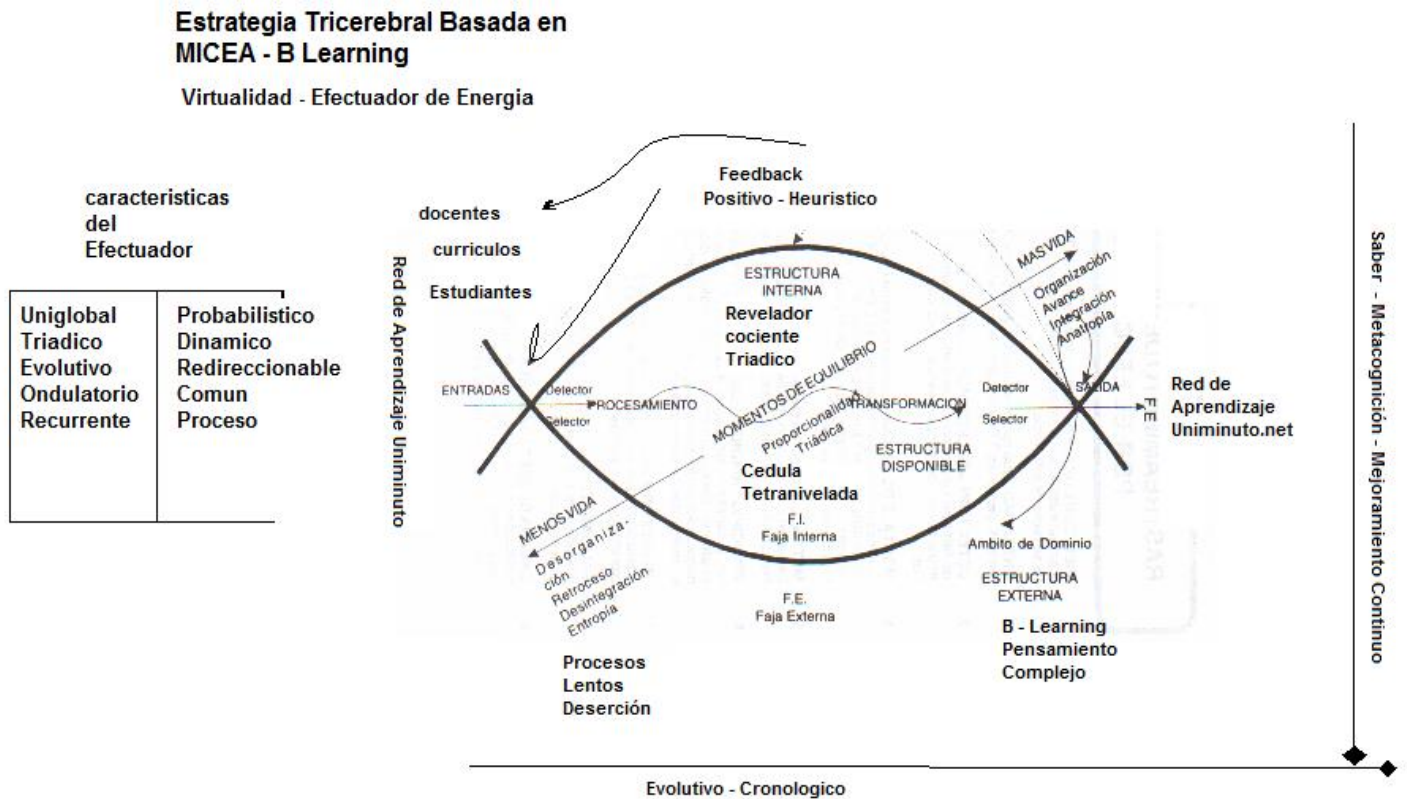 Estrategia Tricerebral Basada en
MICEA - B Learning
Virtualidad - Efectuador de Energia
caracteristicas
del
Efectuador
Uniglobal
Triadico
Evolutivo
Ondulatorio
Recurrente
Probabilistico
Dinamico
Redireccionable
Comun
Proceso
Red de Aprendizaje Uniminuto
docentes
curriculos
Estudiantes
Feedback
Positivo - Heuristico
ESTRUCTURA
INTERNA
Revelador
cociente
Triadico
MAS VIDA
Organización
Avance
Integración
Anatropía
ENTRADAS
Detector
Selector
PROCESAMIENTO
MOMENTOS DE EQUILIBRIO
Proporcionalidad
Triádica
TRANSFORMACION
ESTRUCTURA
DISPONIBLE
Detector
Selector
SALIDA
F E
Red de
Aprendizaje
Uniminuto.net
Cedula
Tetranivelada
F.I.
Faja Interna
F.E.
Faja Externa
MENOS VIDA
Desorganiza-
ción
Retroceso
Desintegración
Entropía
Procesos
Lentos
Deserción
Ambito de Dominio
ESTRUCTURA
EXTERNA
B - Learning
Pensamiento
Complejo
Saber - Metacognición - Mejoramiento Continuo
Evolutivo - Cronologico